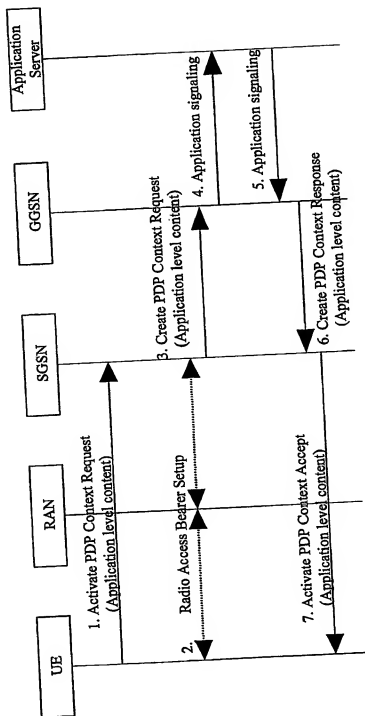 UE
RAN
SGSN
GGSN
Application
Server
1. Activate PDP Context Request
(Application level content)
2.
Radio Access Bearer Setup
3. Create PDP Context Request
(Application level content)
4. Application signaling
5. Application signaling
6. Create PDP Context Response
(Application level content)
7. Activate PDP Context Accept
(Application level content)